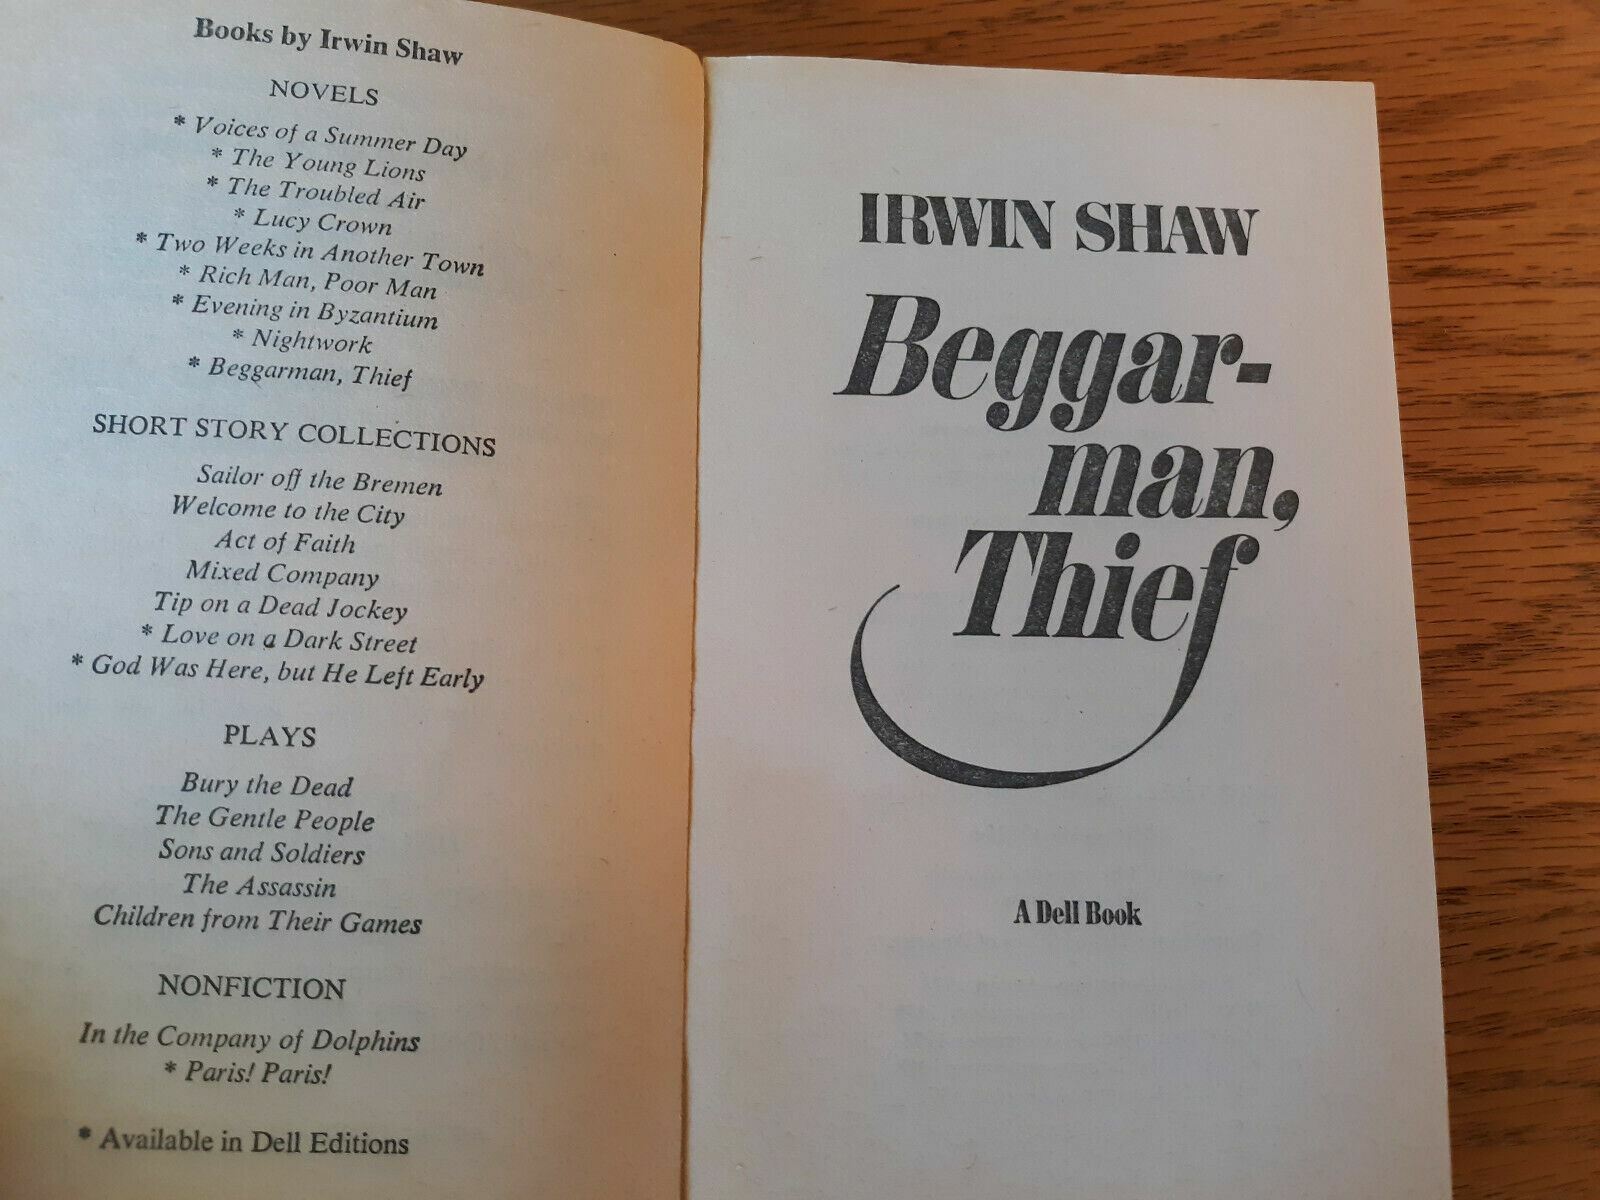 Books by Irwin Shaw
NOVELS
* Voices of a Summer Day
* The Young Lions
* The Troubled Air
* Lucy Crown
* Two Weeks in Another Town
* Rich Man, Poor Man
* Evening in Byzantium
* Nightwork
* Beggarman, Thief
SHORT STORY COLLECTIONS
Sailor off the Bremen
Welcome to the City
Act of Faith
Mixed Company
Tip on a Dead Jockey
* Love on a Dark Street
* God Was Here, but He Left Early
PLAYS
Bury the Dead
The Gentle People
Sons and Soldiers
The Assassin
Children from Their Games
NONFICTION
In the Company of Dolphins
* Paris! Paris!
* Available in Dell Editions
IRWIN SHAW
Beggar-
man,
Thief
A Dell Book